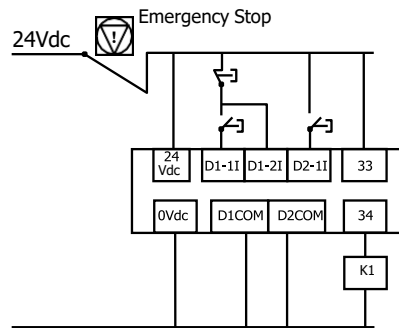 Emergency Stop
24Vdc
!
24
Vdc
D1-1I
D1-2I
D2-1I
33
0Vdc
D1COM
D2COM
34
K1